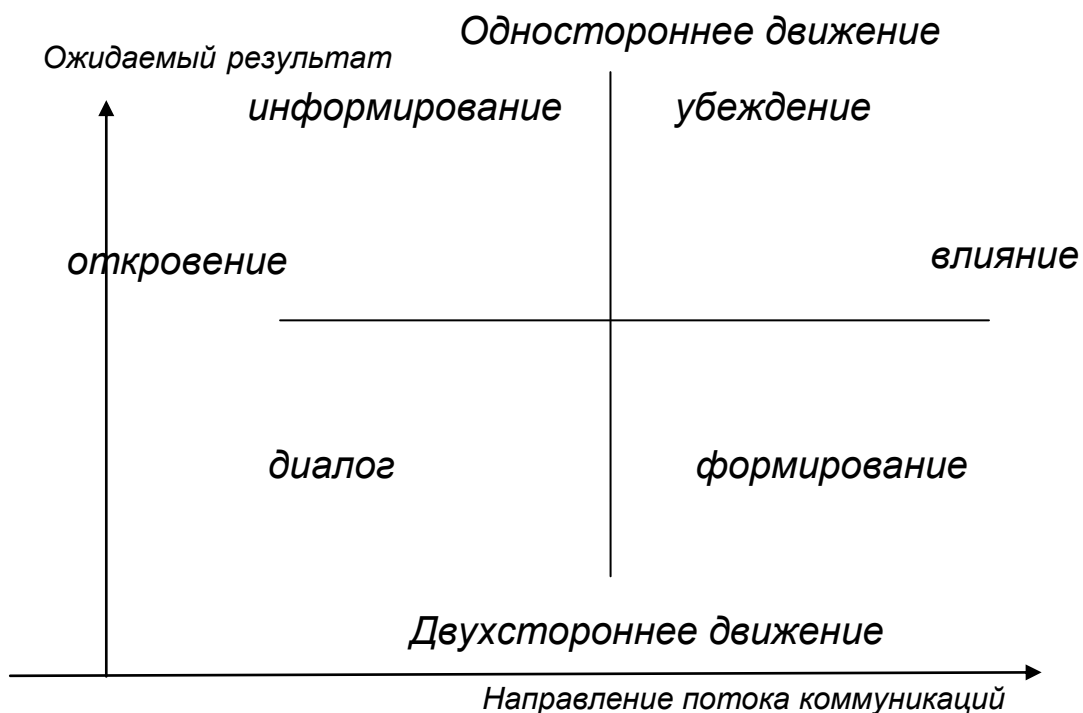 Одностороннее движение
Ожидаемый результат
информирование
убеждение
откровение
влияние
диалог
формирование
Двухстороннее движение
Направление потока коммуникаций